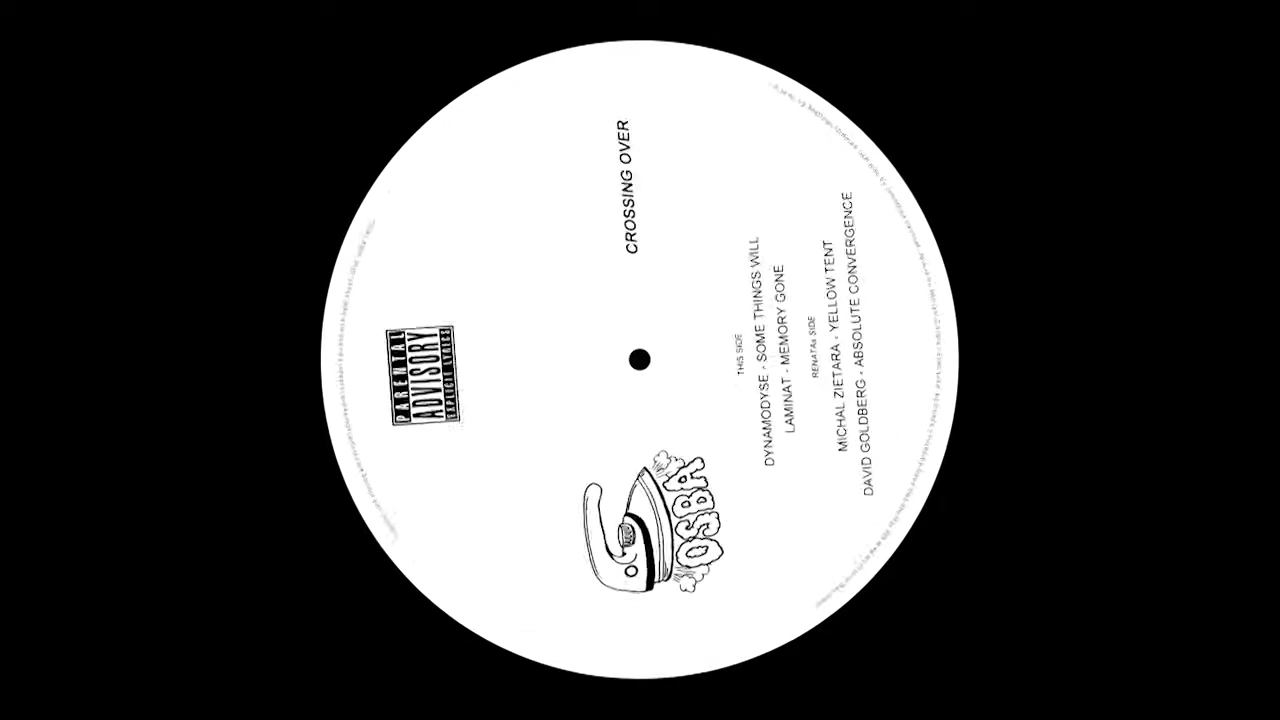 PARENTAL
ADVISORY
EXPLICIT LYRICS
CROSSING OVER
OSBA
THIS SIDE
DYNAMODYSE - SOME THINGS WILL
LAMINAT - MEMORY GONE
RENATAs SIDE
MICHAL ZIETARA - YELLOW TENT
DAVID GOLDBERG - ABSOLUTE CONVERGENCE